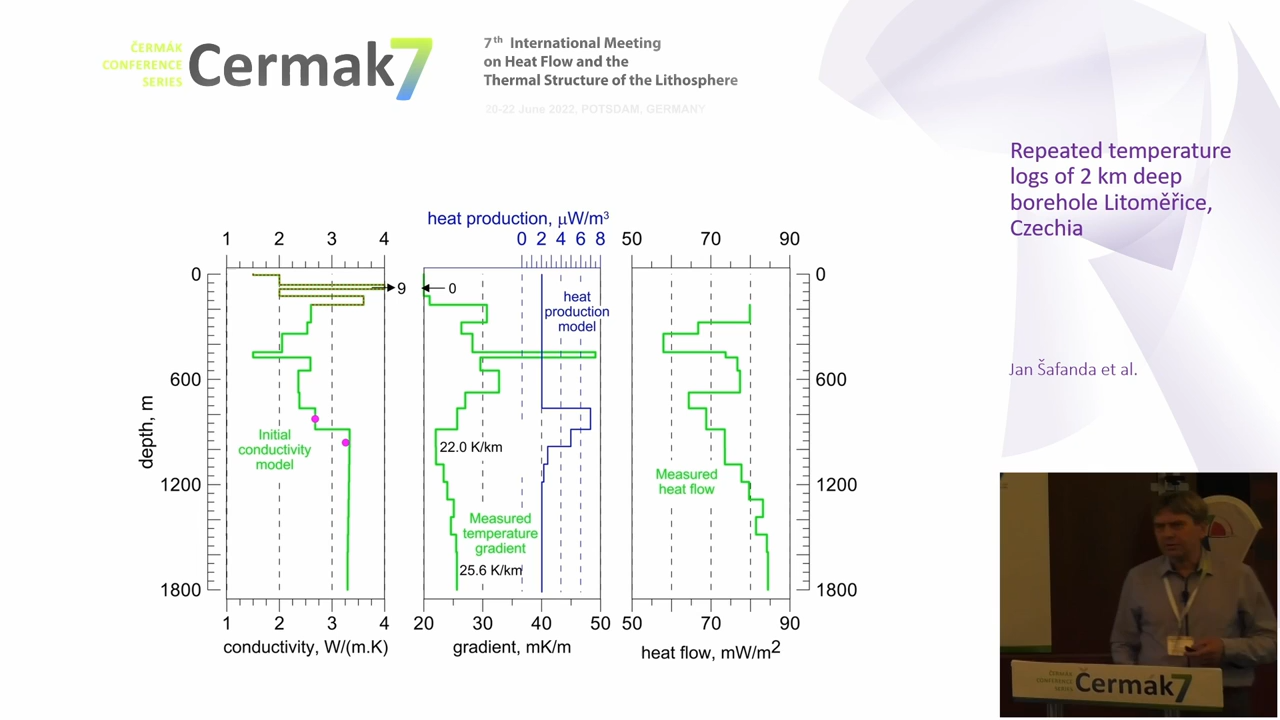 ČERMÁK
CONFERENCE
SERIES
Cermak7
7th International Meeting
on Heat Flow and the
Thermal Structure of the Lithosphere
20-22 June 2022, POTSDAM, GERMANY
Repeated temperature
logs of 2 km deep
borehole Litoměřice,
Czechia
Jan Šafanda et al.
heat production, μW/m³
1 2 3 4
0 2 4 6 8
50 70 90
0
600
1200
1800
depth, m
9
0
heat
production
model
Initial
conductivity
model
22.0 K/km
Measured
temperature
gradient
25.6 K/km
Measured
heat flow
0
600
1200
1800
1 2 3 4
20 30 40 50
50 70 90
conductivity, W/(m.K)
gradient, mK/m
heat flow, mW/m²
ČERMÁK
CONFERENCE
SERIES
Čermák7